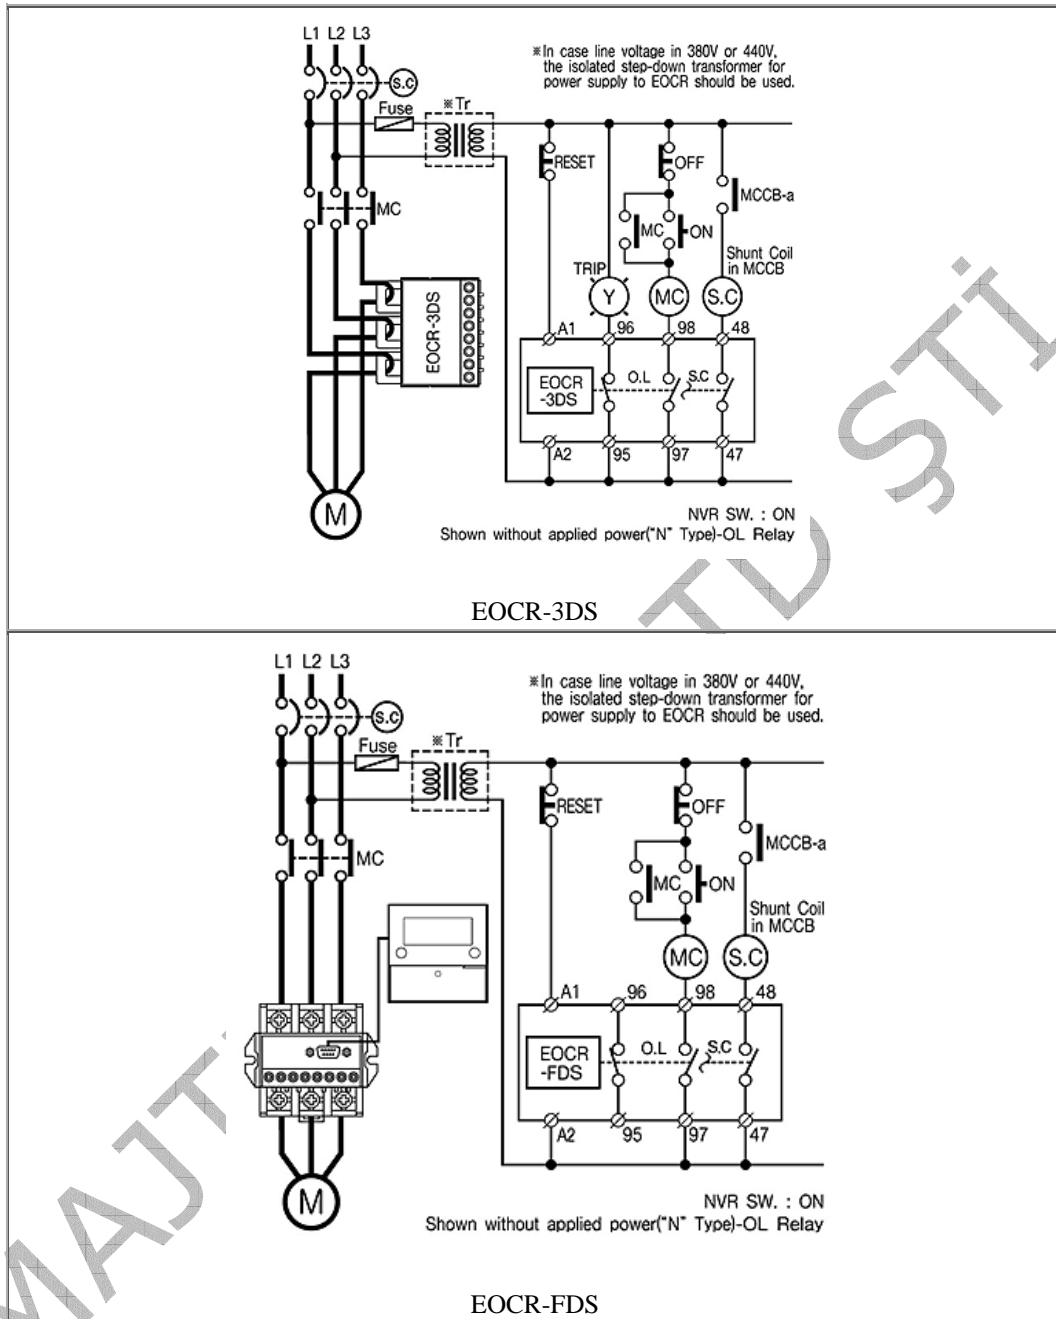 L1 L2 L3
※In case line voltage in 380V or 440V,
the isolated step-down transformer for
power supply to EOCR should be used.
S.C
Fuse
※Tr
RESET
OFF
MCCB-a
MC
MC
ON
Shunt Coil
in MCCB
TRIP
Y
MC
S.C
EOCR-3DS
A1
96
98
48
EOCR
-3DS
O.L
S.C
A2
95
97
47
M
NVR SW. : ON
Shown without applied power("N" Type)-OL Relay
EOCR-3DS
L1 L2 L3
※In case line voltage in 380V or 440V,
the isolated step-down transformer for
power supply to EOCR should be used.
S.C
Fuse
※Tr
RESET
OFF
MCCB-a
MC
MC
ON
Shunt Coil
in MCCB
MC
S.C
A1
96
98
48
EOCR
-FDS
O.L
S.C
A2
95
97
47
M
NVR SW. : ON
Shown without applied power("N" Type)-OL Relay
EOCR-FDS
MAJT
TD ŞTİ